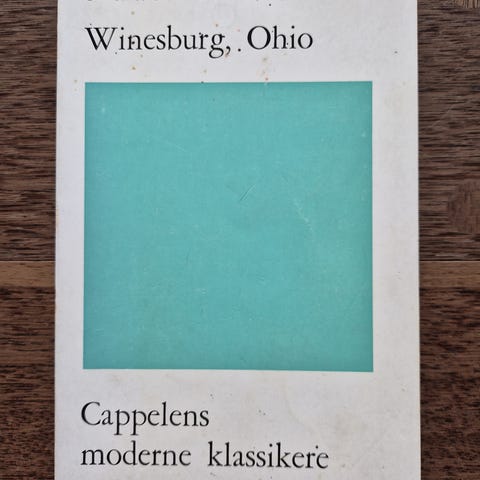 Winesburg, Ohio
Cappelens
moderne klassikere